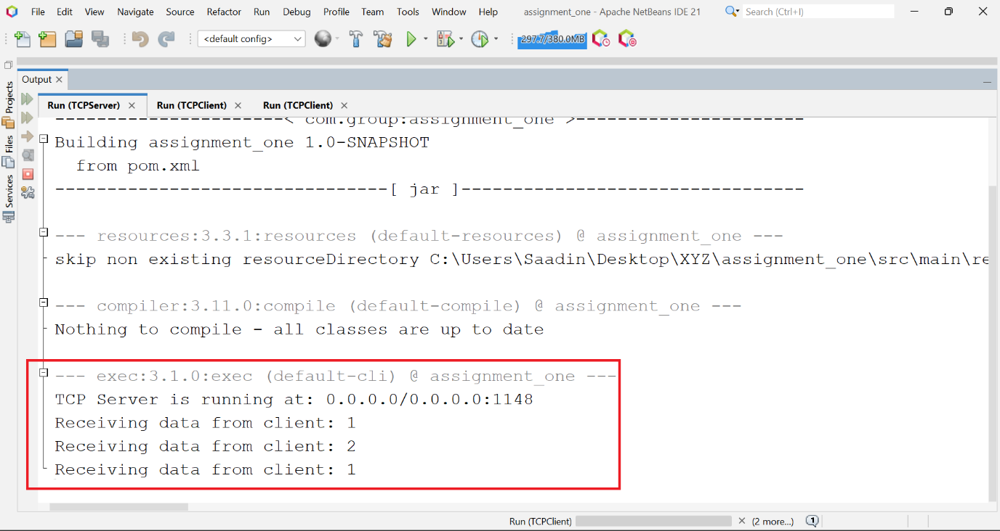 File Edit View Navigate Source Refactor Run Debug Profile Team Tools Window Help assignment_one - Apache NetBeans IDE 21 Search (Ctrl+I)
<default config> 297.7/380.0MB
Projects
Files
Services
Output
Run (TCPServer) Run (TCPClient) Run (TCPClient)
----------------------< com.group:assignment_one >----------------------
Building assignment_one 1.0-SNAPSHOT
from pom.xml
--------------------------------[ jar ]---------------------------------
--- resources:3.3.1:resources (default-resources) @ assignment_one ---
skip non existing resourceDirectory C:\Users\Saadin\Desktop\XYZ\assignment_one\src\main\re
--- compiler:3.11.0:compile (default-compile) @ assignment_one ---
Nothing to compile - all classes are up to date
--- exec:3.1.0:exec (default-cli) @ assignment_one ---
TCP Server is running at: 0.0.0.0/0.0.0.0:1148
Receiving data from client: 1
Receiving data from client: 2
Receiving data from client: 1
Run (TCPClient) (2 more...) 1